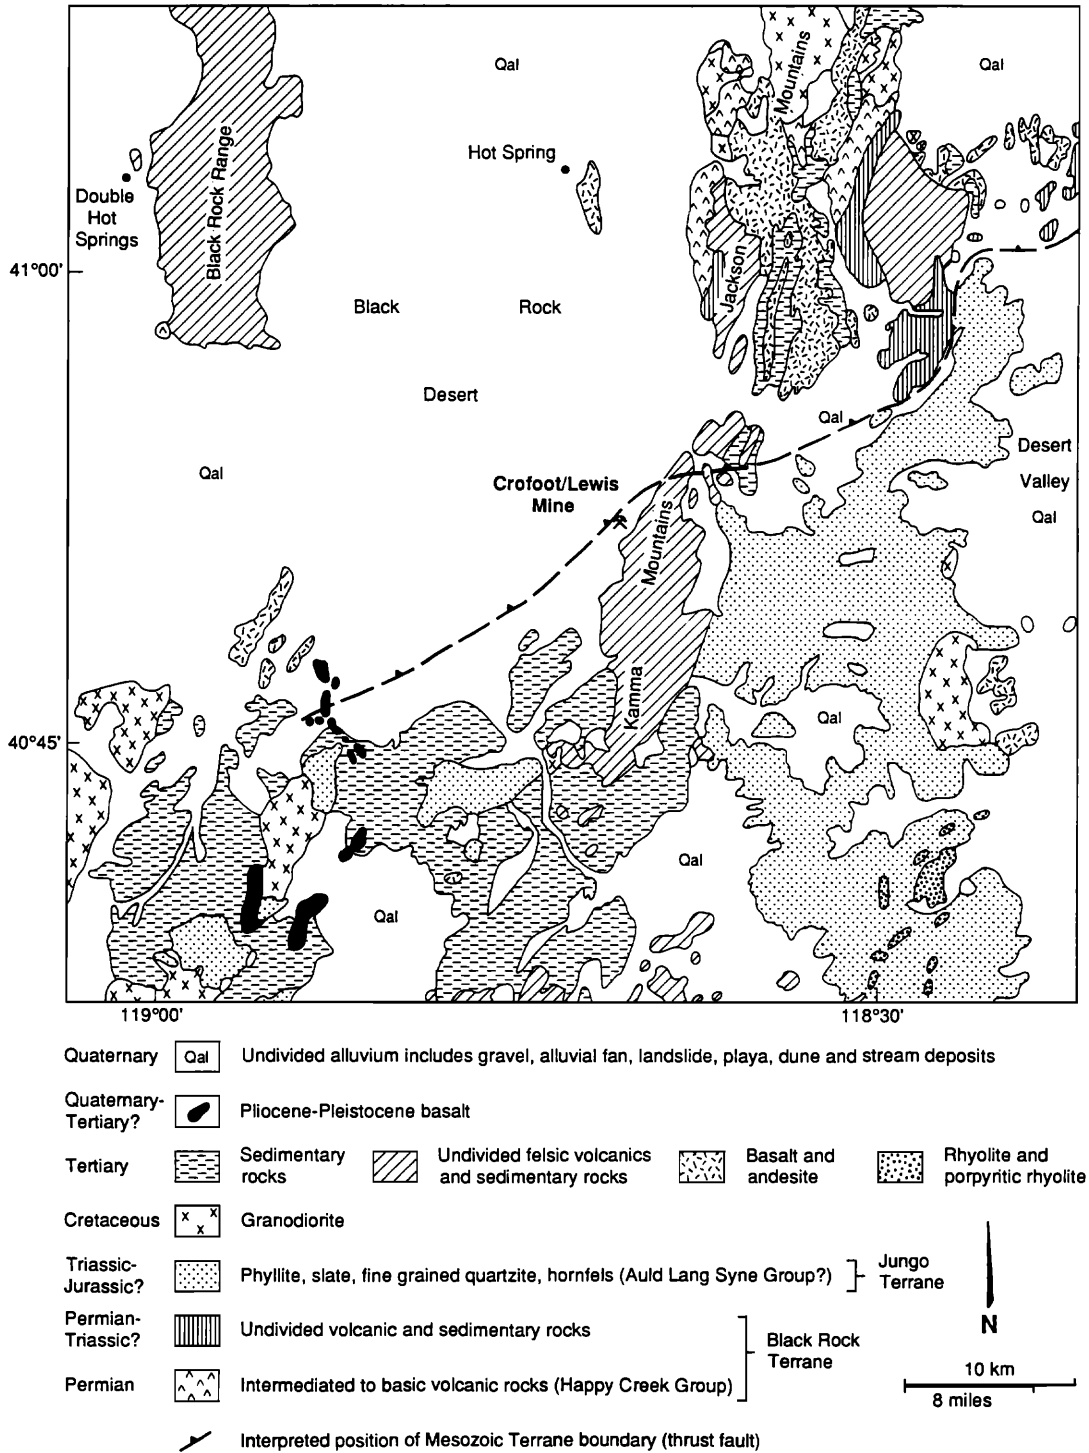 Qal
Qal
Mountains
Hot Spring
Double
Hot
Springs
Black Rock Range
Jackson
41°00'
Black
Rock
Desert
Qal
Desert
Valley
Qal
Qal
Crofoot/Lewis
Mine
Mountains
Kamma
Qal
40°45'
Qal
Qal
119°00'
118°30'
Quaternary
Qal
Undivided alluvium includes gravel, alluvial fan, landslide, playa, dune and stream deposits
Quaternary-
Tertiary?
Pliocene-Pleistocene basalt
Tertiary
Sedimentary
rocks
Undivided felsic volcanics
and sedimentary rocks
Basalt and
andesite
Rhyolite and
porpyritic rhyolite
Cretaceous
Granodiorite
Triassic-
Jurassic?
Phyllite, slate, fine grained quartzite, hornfels (Auld Lang Syne Group?)
Jungo
Terrane
Permian-
Triassic?
Undivided volcanic and sedimentary rocks
Black Rock
Terrane
Permian
Intermediated to basic volcanic rocks (Happy Creek Group)
N
10 km
8 miles
Interpreted position of Mesozoic Terrane boundary (thrust fault)